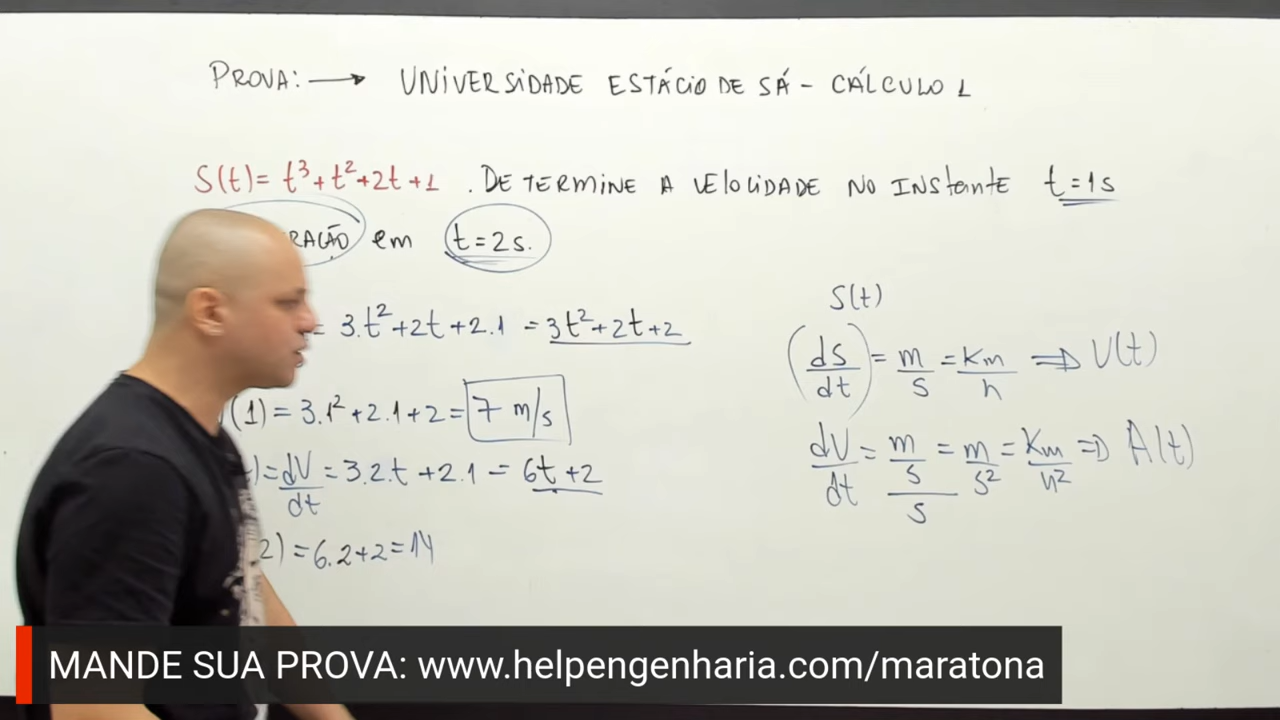 PROVA: → UNIVERSIDADE ESTÁCIO DE SÁ - CÁLCULO 1
S(t)= t³+t²+2t+1 . DETERMINE A VELOCIDADE NO INSTANTE t=1s
RAÇÃO em t=2s.
= 3.t²+2t+2.1 = 3t²+2t+2
(1)= 3.1²+2.1+2= 7 m/s
)=dV/dt = 3.2.t+2.1 = 6t+2
2)=6.2+2=14
S(t)
(ds/dt) = m/s = Km/h ⇒ V(t)
dV/dt = m/s/s = m/s² = Km/h² ⇒ A(t)
MANDE SUA PROVA: www.helpengenharia.com/maratona